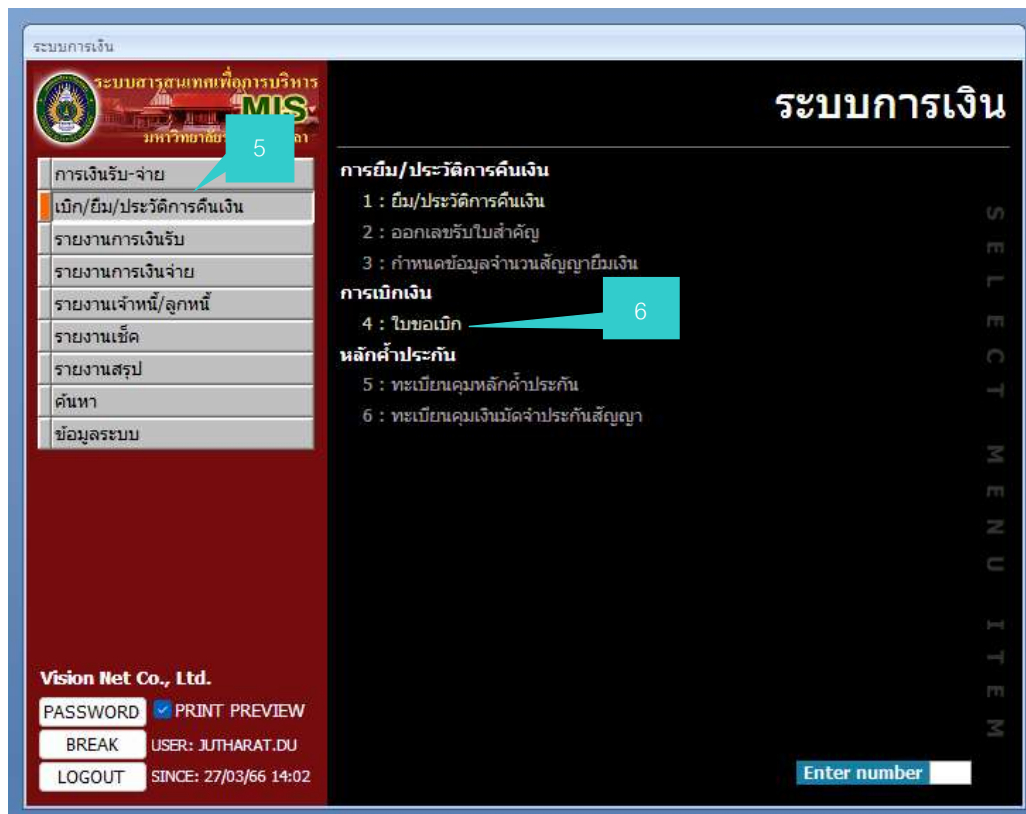 ระบบการเงิน
ระบบสารสนเทศเพื่อการบริหาร
MIS
มหาวิทยาลัย
5
ระบบการเงิน
การเงินรับ-จ่าย
เบิก/ยืม/ประวัติการคืนเงิน
รายงานการเงินรับ
รายงานการเงินจ่าย
รายงานเจ้าหนี้/ลูกหนี้
รายงานเช็ค
รายงานสรุป
ค้นหา
ข้อมูลระบบ
การยืม/ประวัติการคืนเงิน
1 : ยืม/ประวัติการคืนเงิน
2 : ออกเลขรับใบสำคัญ
3 : กำหนดข้อมูลจำนวนสัญญายืมเงิน
การเบิกเงิน
6
4 : ใบขอเบิก
หลักค้ำประกัน
5 : ทะเบียนคุมหลักค้ำประกัน
6 : ทะเบียนคุมเงินมัดจำประกันสัญญา
SELECT MENU ITEM
Vision Net Co., Ltd.
PASSWORD PRINT PREVIEW
BREAK USER: JUTHARAT.DU
LOGOUT SINCE: 27/03/66 14:02
Enter number